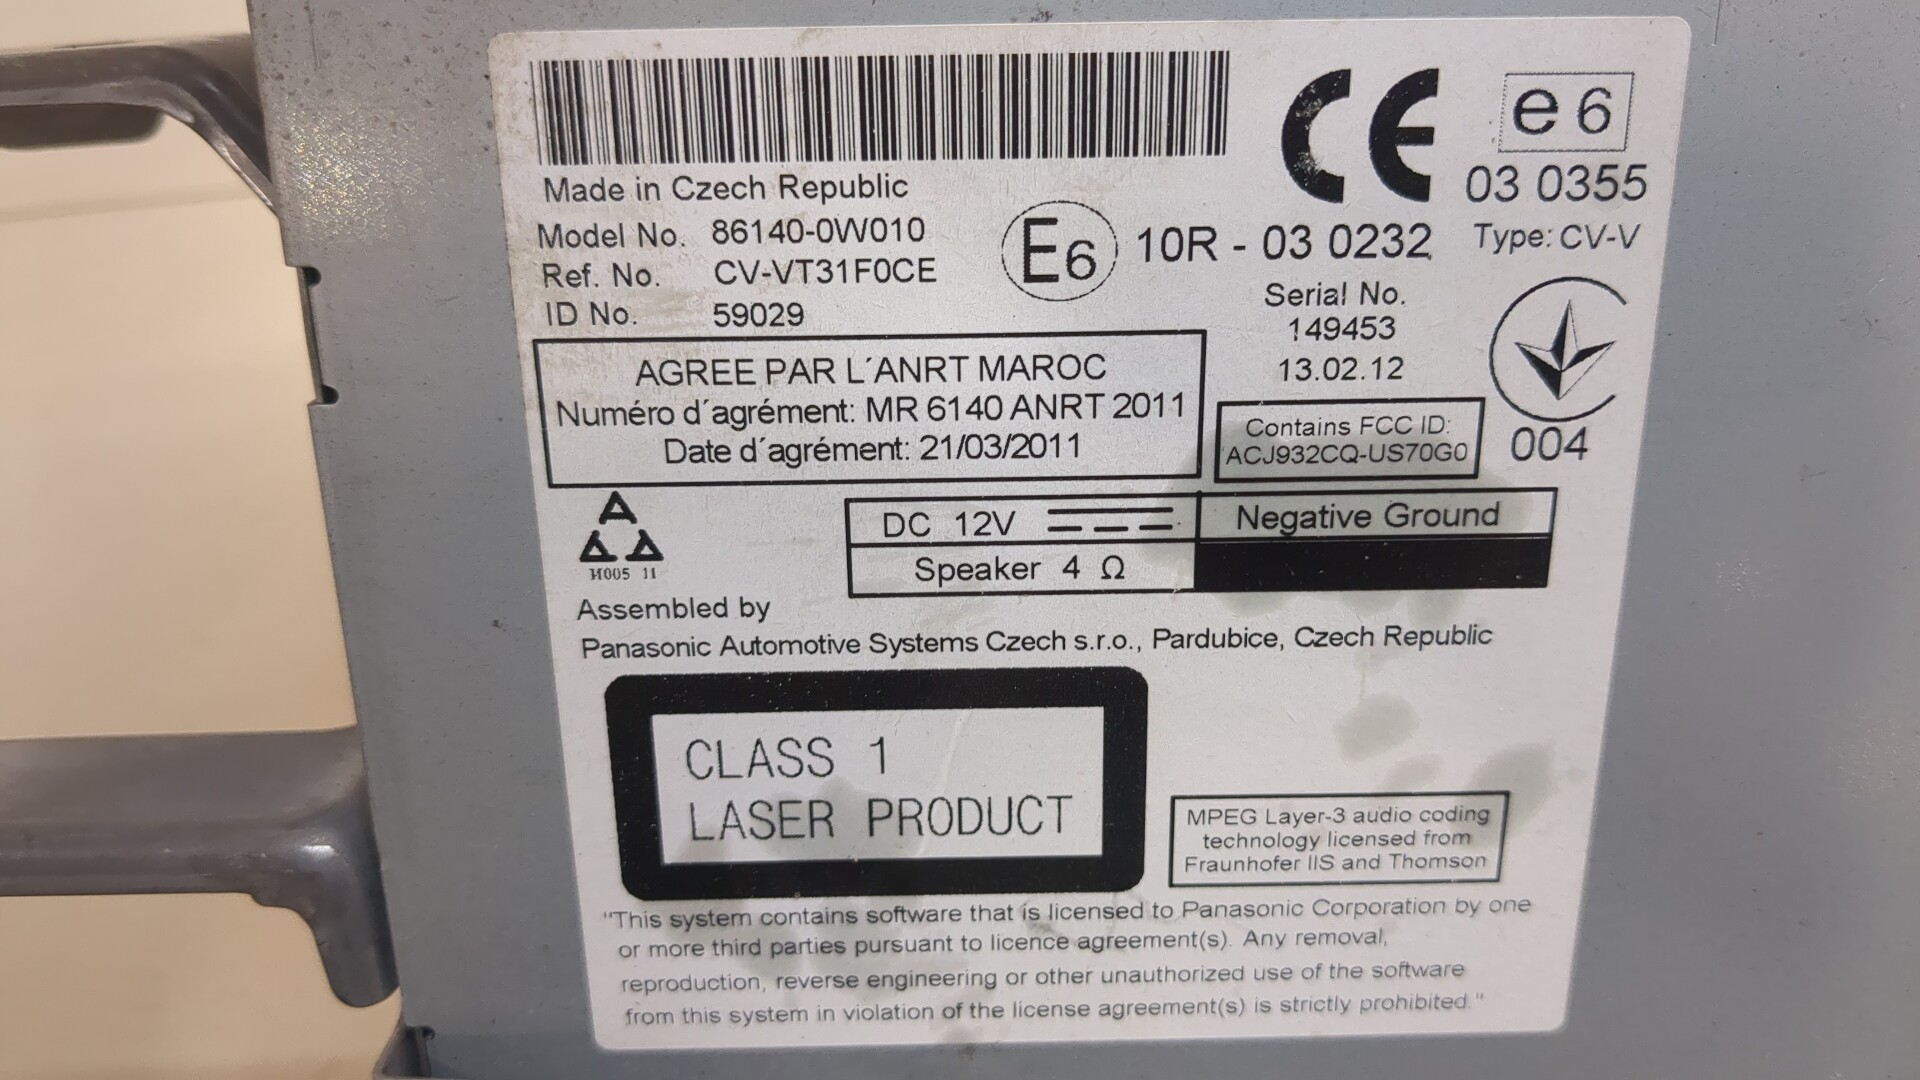 Made in Czech Republic
Model No. 86140-0W010
Ref. No. CV-VT31F0CE
ID No. 59029
E6 10R - 03 0232
CE
e6
03 0355
Type: CV-V
Serial No.
149453
13.02.12
AGREE PAR L´ANRT MAROC
Numéro d´agrément: MR 6140 ANRT 2011
Date d´agrément: 21/03/2011
Contains FCC ID:
ACJ932CQ-US70G0
004
A
H005 11
DC 12V
Negative Ground
Speaker 4 Ω
Assembled by
Panasonic Automotive Systems Czech s.r.o., Pardubice, Czech Republic
CLASS 1
LASER PRODUCT
MPEG Layer-3 audio coding
technology licensed from
Fraunhofer IIS and Thomson
"This system contains software that is licensed to Panasonic Corporation by one
or more third parties pursuant to licence agreement(s). Any removal,
reproduction, reverse engineering or other unauthorized use of the software
from this system in violation of the license agreement(s) is strictly prohibited."